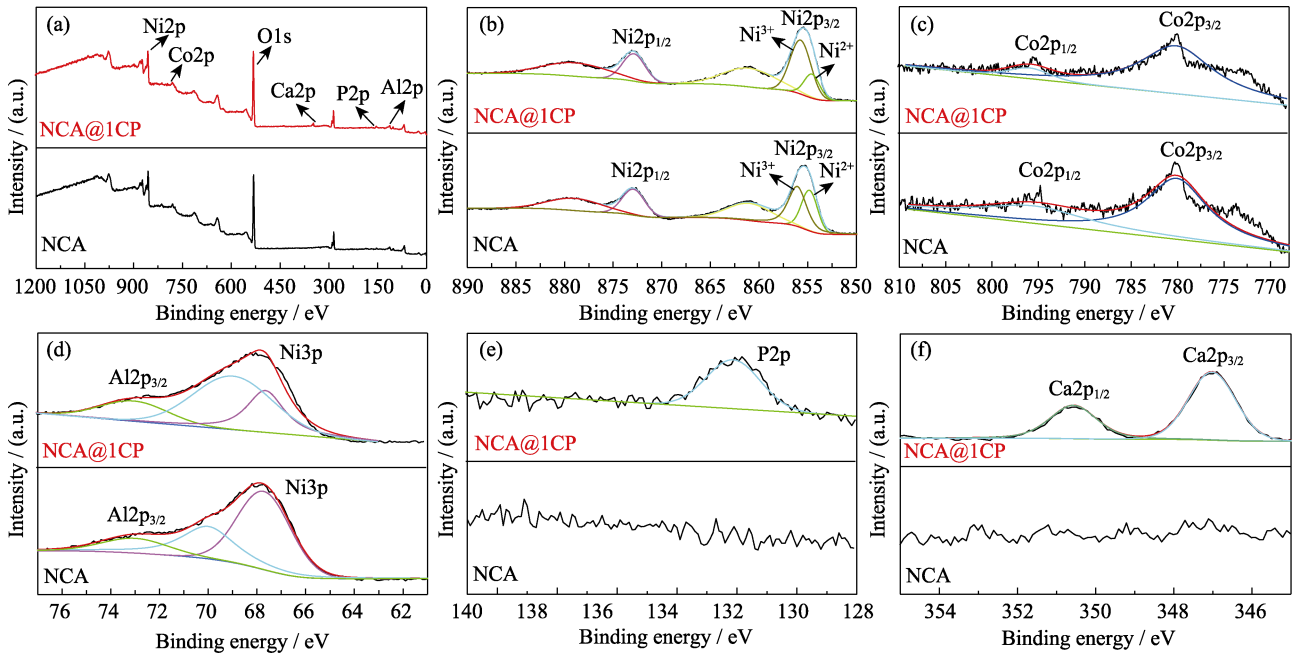 (a)
Ni2p
Co2p
O1s
Ca2p
P2p
Al2p
NCA@1CP
NCA
Intensity / (a.u.)
1200 1050 900 750 600 450 300 150 0
Binding energy / eV
(b)
Ni2p1/2
Ni3+
Ni2p3/2
Ni2+
NCA@1CP
Ni2p1/2
Ni3+
Ni2p3/2
Ni2+
NCA
Intensity / (a.u.)
890 885 880 875 870 865 860 855 850
Binding energy / eV
(c)
Co2p1/2
Co2p3/2
NCA@1CP
Co2p1/2
Co2p3/2
NCA
Intensity / (a.u.)
810 805 800 795 790 785 780 775 770
Binding energy / eV
(d)
Al2p3/2
Ni3p
NCA@1CP
Al2p3/2
Ni3p
NCA
Intensity / (a.u.)
76 74 72 70 68 66 64 62
Binding energy / eV
(e)
P2p
NCA@1CP
NCA
Intensity / (a.u.)
140 138 136 134 132 130 128
Binding energy / eV
(f)
Ca2p1/2
Ca2p3/2
NCA@1CP
NCA
Intensity / (a.u.)
354 352 350 348 346
Binding energy / eV